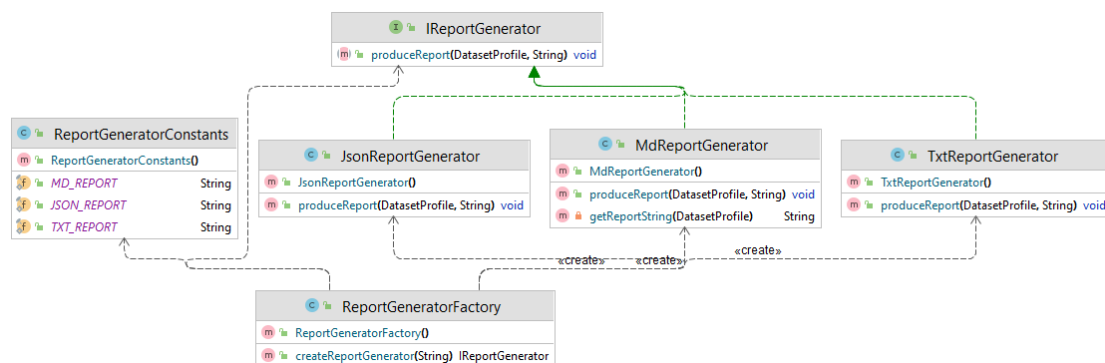 IReportGenerator
produceReport(DatasetProfile, String) void
ReportGeneratorConstants
ReportGeneratorConstants()
MD_REPORT String
JSON_REPORT String
TXT_REPORT String
JsonReportGenerator
JsonReportGenerator()
produceReport(DatasetProfile, String) void
MdReportGenerator
MdReportGenerator()
produceReport(DatasetProfile, String) void
getReportString(DatasetProfile) String
TxtReportGenerator
TxtReportGenerator()
produceReport(DatasetProfile, String) void
«create» «create» «create»
ReportGeneratorFactory
ReportGeneratorFactory()
createReportGenerator(String) IReportGenerator